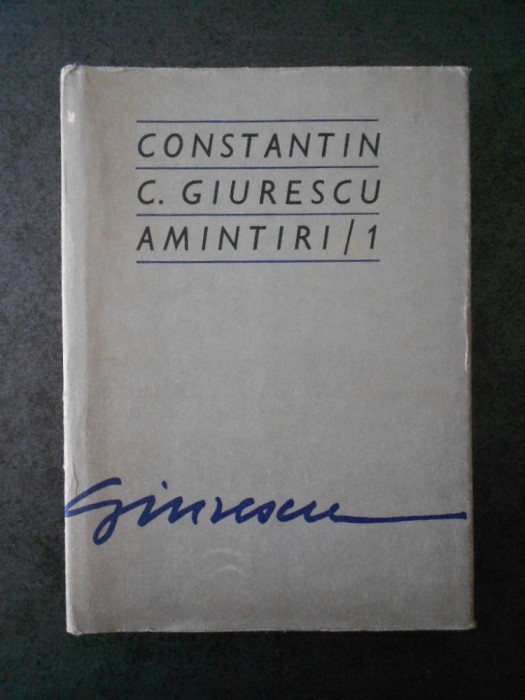 CONSTANTIN
C. GIURESCU
AMINTIRI / 1
Giurescu